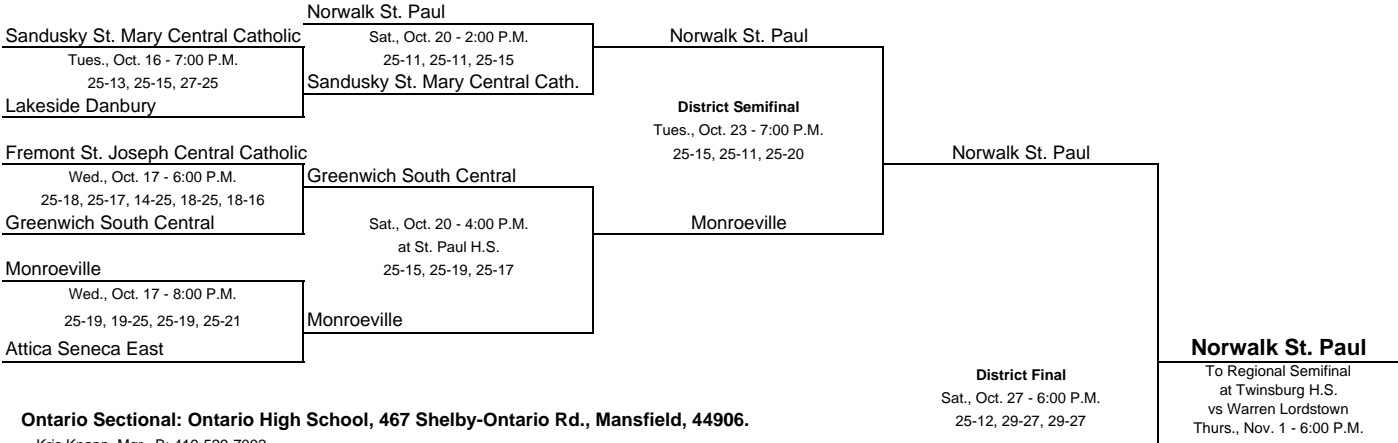 Norwalk St. Paul
Sandusky St. Mary Central Catholic
Sat., Oct. 20 - 2:00 P.M.
Norwalk St. Paul
Tues., Oct. 16 - 7:00 P.M.
25-11, 25-11, 25-15
25-13, 25-15, 27-25
Sandusky St. Mary Central Cath.
Lakeside Danbury
District Semifinal
Tues., Oct. 23 - 7:00 P.M.
Fremont St. Joseph Central Catholic
25-15, 25-11, 25-20
Norwalk St. Paul
Wed., Oct. 17 - 6:00 P.M.
Greenwich South Central
25-18, 25-17, 14-25, 18-25, 18-16
Greenwich South Central
Sat., Oct. 20 - 4:00 P.M.
Monroeville
at St. Paul H.S.
Monroeville
25-15, 25-19, 25-17
Wed., Oct. 17 - 8:00 P.M.
25-19, 19-25, 25-19, 25-21
Monroeville
Attica Seneca East
Norwalk St. Paul
District Final
To Regional Semifinal
at Twinsburg H.S.
Sat., Oct. 27 - 6:00 P.M.
vs Warren Lordstown
Ontario Sectional: Ontario High School, 467 Shelby-Ontario Rd., Mansfield, 44906.
25-12, 29-27, 29-27
Thurs., Nov. 1 - 6:00 P.M.